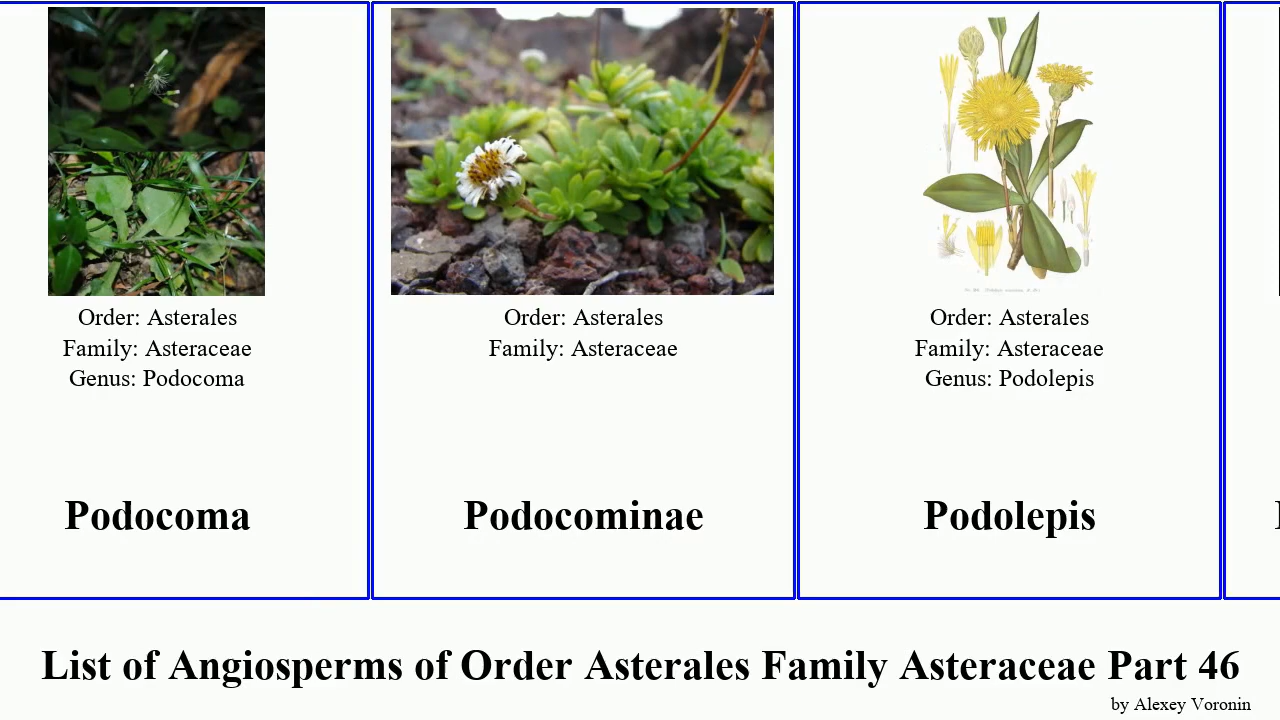 Order: Asterales
Family: Asteraceae
Genus: Podocoma
Podocoma
Order: Asterales
Family: Asteraceae
Podocominae
Order: Asterales
Family: Asteraceae
Genus: Podolepis
Podolepis
List of Angiosperms of Order Asterales Family Asteraceae Part 46
by Alexey Voronin